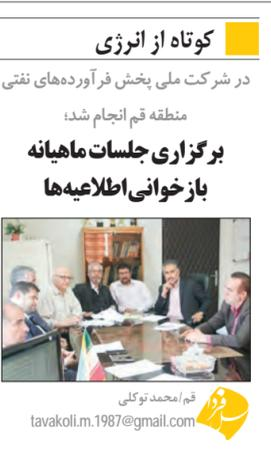 کوتاه از انرژی
در شرکت ملی پخش فرآورده‌های نفتی
منطقه قم انجام شد؛
برگزاری جلسات ماهیانه
بازخوانی اطلاعیه‌ها
قم/محمد توکلی
tavakoli.m.1987@gmail.com